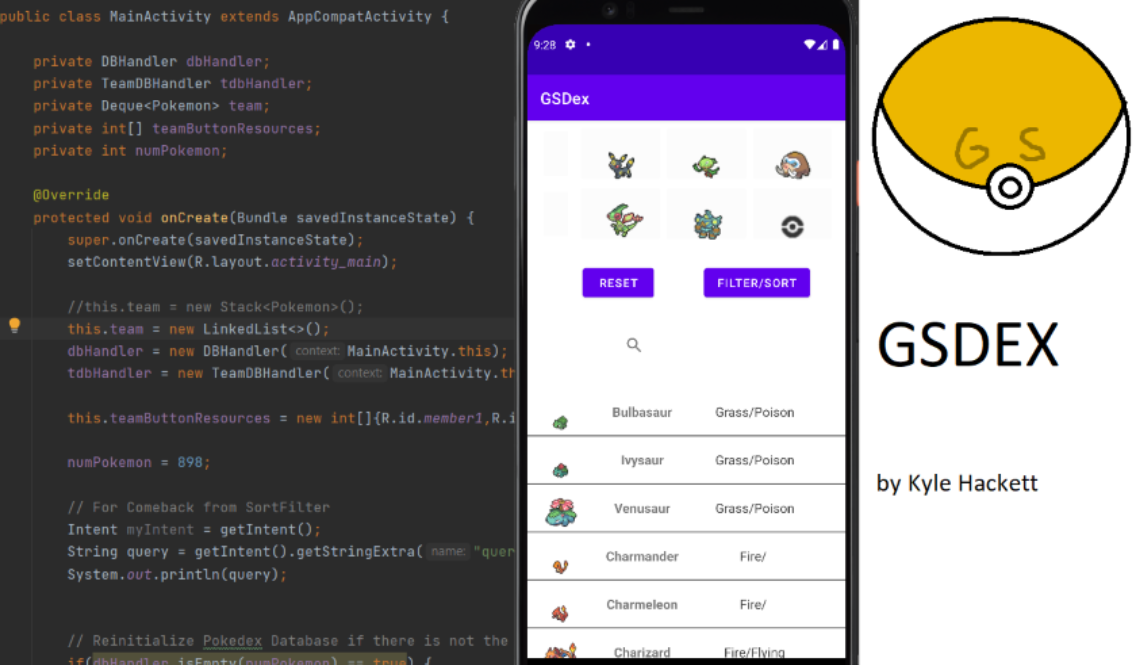 public class MainActivity extends AppCompatActivity {
private DBHandler dbHandler;
private TeamDBHandler tdbHandler;
private Deque<Pokemon> team;
private int[] teamButtonResources;
private int numPokemon;
@Override
protected void onCreate(Bundle savedInstanceState) {
super.onCreate(savedInstanceState);
setContentView(R.layout.activity_main);
//this.team = new Stack<Pokemon>();
this.team = new LinkedList<>();
dbHandler = new DBHandler( context: MainActivity.this);
tdbHandler = new TeamDBHandler( context: MainActivity.th
this.teamButtonResources = new int[]{R.id.member1,R.i
numPokemon = 898;
// For Comeback from SortFilter
Intent myIntent = getIntent();
String query = getIntent().getStringExtra( name: "quer
System.out.println(query);
// Reinitialize Pokedex Database if there is not the
if(dbHandler.isEmpty(numPokemon) == true) {
9:28
GSDex
RESET
FILTER/SORT
Bulbasaur Grass/Poison
Ivysaur Grass/Poison
Venusaur Grass/Poison
Charmander Fire/
Charmeleon Fire/
Charizard Fire/Flying
G S
GSDEX
by Kyle Hackett